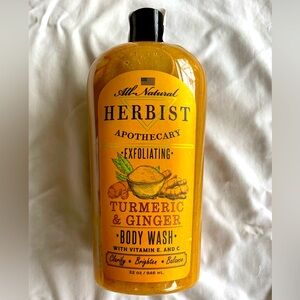 All-Natural
HERBIST
APOTHECARY
• EXFOLIATING •
TURMERIC
& GINGER
• BODY WASH •
WITH VITAMIN E AND C
Clarify • Brighten • Balance
32 oz / 946 mL